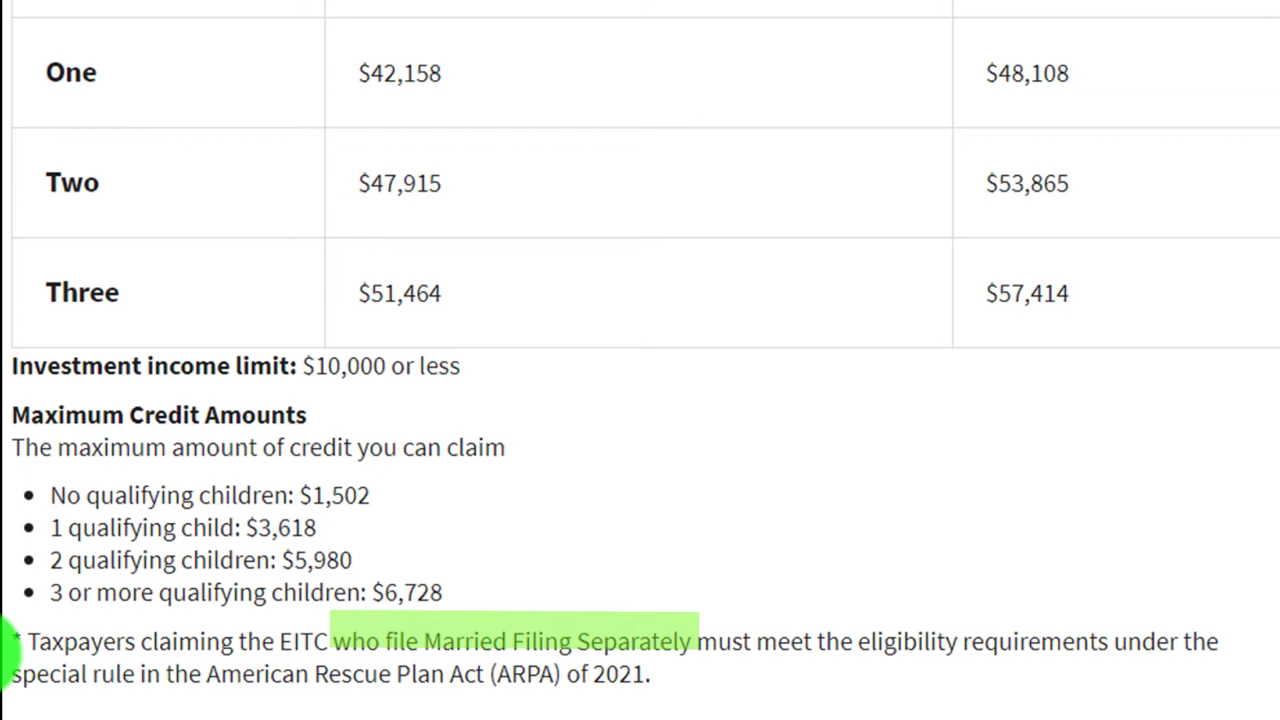 One $42,158 $48,108
Two $47,915 $53,865
Three $51,464 $57,414
Investment income limit: $10,000 or less
Maximum Credit Amounts
The maximum amount of credit you can claim
• No qualifying children: $1,502
• 1 qualifying child: $3,618
• 2 qualifying children: $5,980
• 3 or more qualifying children: $6,728
* Taxpayers claiming the EITC who file Married Filing Separately must meet the eligibility requirements under the
special rule in the American Rescue Plan Act (ARPA) of 2021.